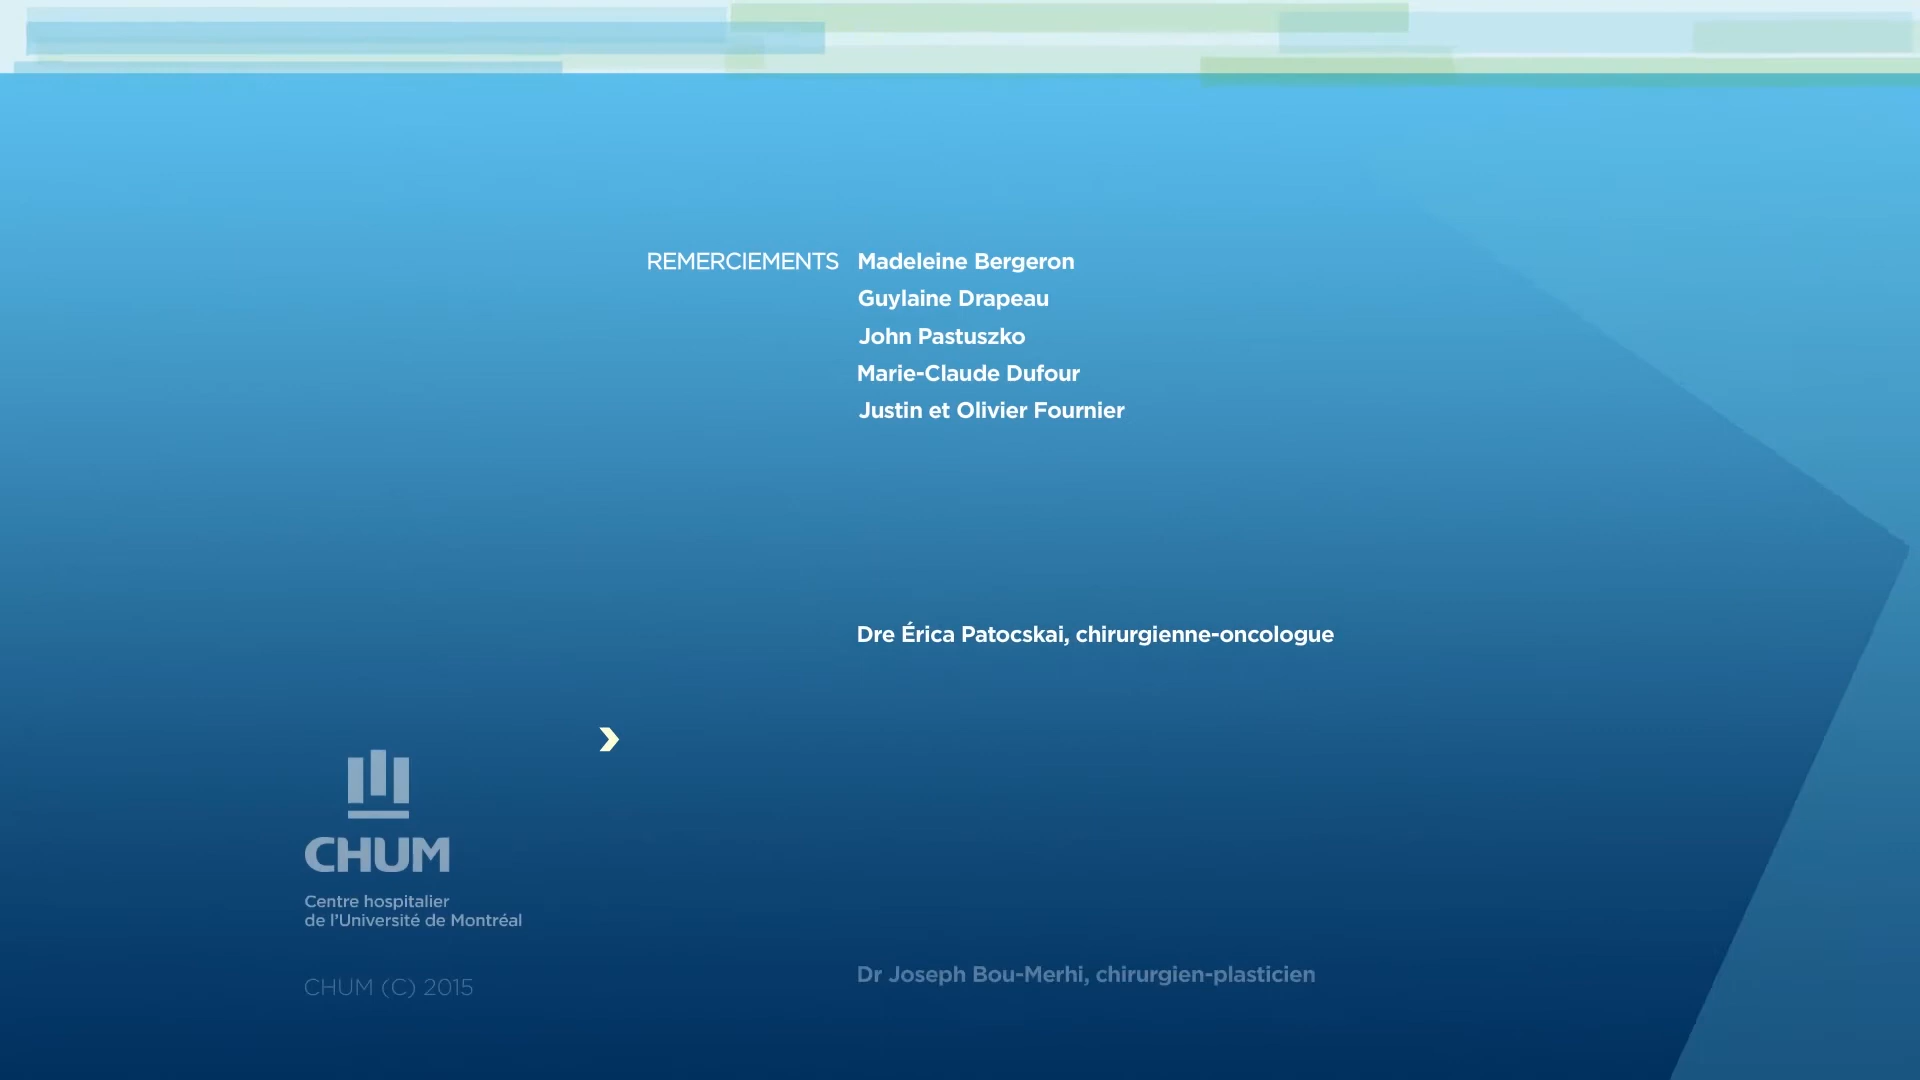 REMERCIEMENTS Madeleine Bergeron
Guylaine Drapeau
John Pastuszko
Marie-Claude Dufour
Justin et Olivier Fournier
Dre Érica Patocskai, chirurgienne-oncologue
CHUM
Centre hospitalier
de l'Université de Montréal
Dr Joseph Bou-Merhi, chirurgien-plasticien
CHUM (C) 2015